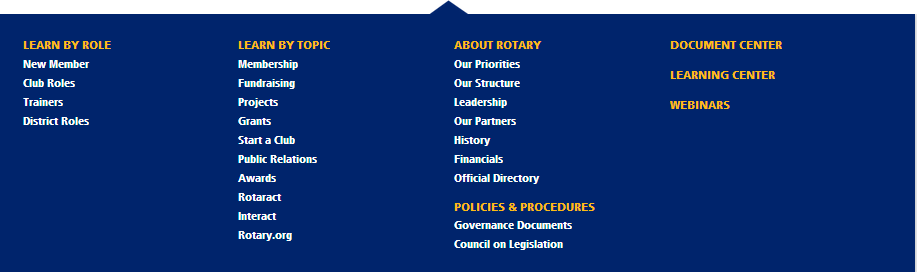 LEARN BY ROLE
New Member
Club Roles
Trainers
District Roles
LEARN BY TOPIC
Membership
Fundraising
Projects
Grants
Start a Club
Public Relations
Awards
Rotaract
Interact
Rotary.org
ABOUT ROTARY
Our Priorities
Our Structure
Leadership
Our Partners
History
Financials
Official Directory
POLICIES & PROCEDURES
Governance Documents
Council on Legislation
DOCUMENT CENTER
LEARNING CENTER
WEBINARS